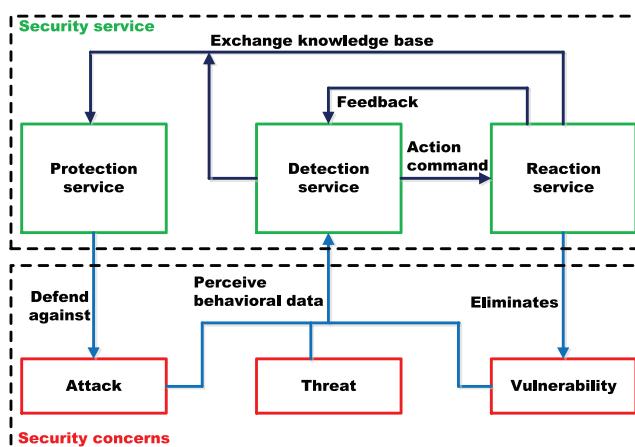 Security service
Exchange knowledge base
Feedback
Protection
service
Detection
service
Action
command
Reaction
service
Defend
against
Perceive
behavioral data
Eliminates
Attack
Threat
Vulnerability
Security concerns